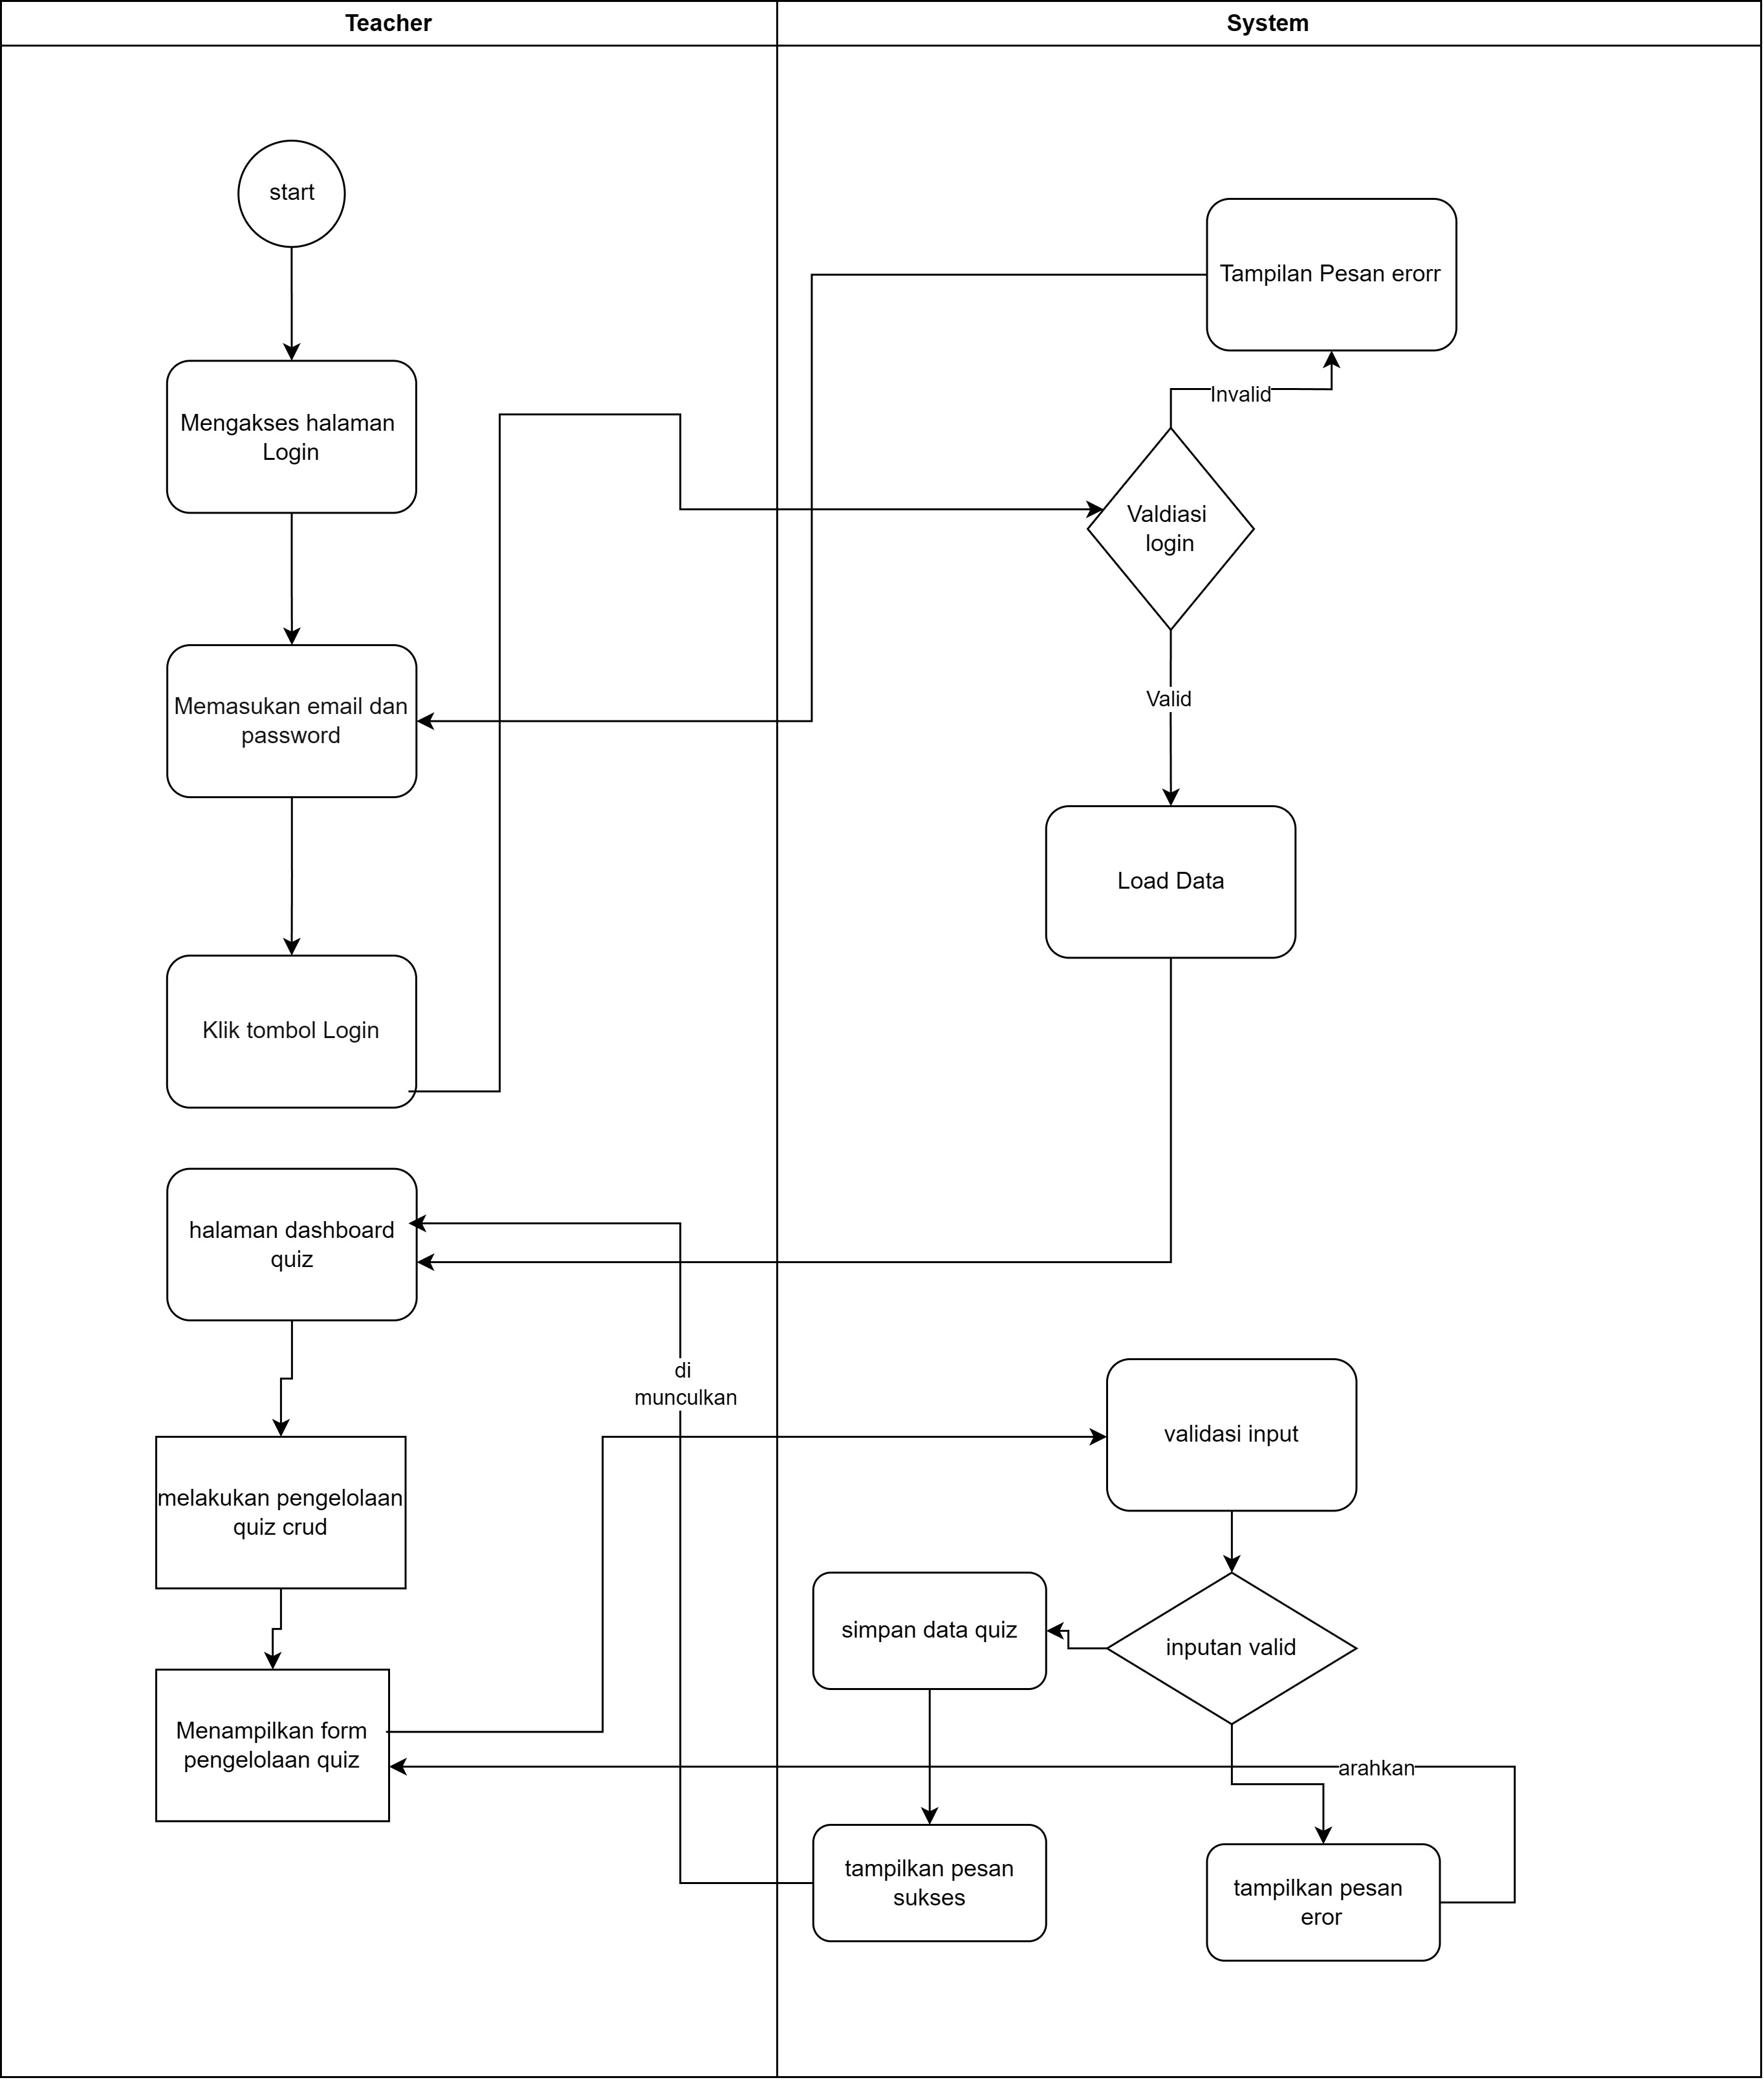 Teacher
System
start
Tampilan Pesan erorr
Invalid
Mengakses halaman
Login
Valdiasi
login
Memasukan email dan
password
Valid
Load Data
Klik tombol Login
halaman dashboard
quiz
di
munculkan
validasi input
melakukan pengelolaan
quiz crud
simpan data quiz
inputan valid
Menampilkan form
pengelolaan quiz
arahkan
tampilkan pesan
sukses
tampilkan pesan
eror